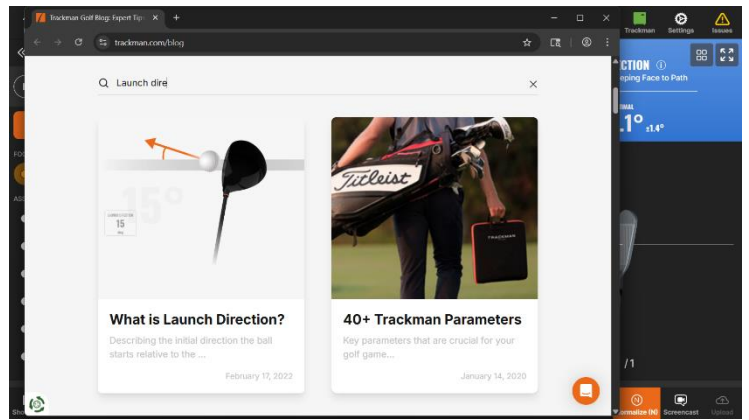 Trackman Golf Blog: Expert Tip
trackman.com/blog
Launch dire
15°
15
Titleist
TRACKMAN
What is Launch Direction?
Describing the initial direction the ball
starts relative to the ...
February 17, 2022
40+ Trackman Parameters
Key parameters that are crucial for your
golf game...
January 14, 2020
Trackman
Settings
Issues
CTION
eping Face to Path
.1° ±1.4°
/1
ormalize (N)
Screencast
Upload
Sho